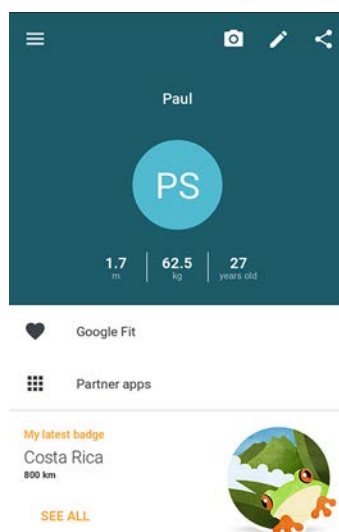 Paul
PS
1.7 62.5 27
m kg years old
Google Fit
Partner apps
My latest badge
Costa Rica
800 km
SEE ALL